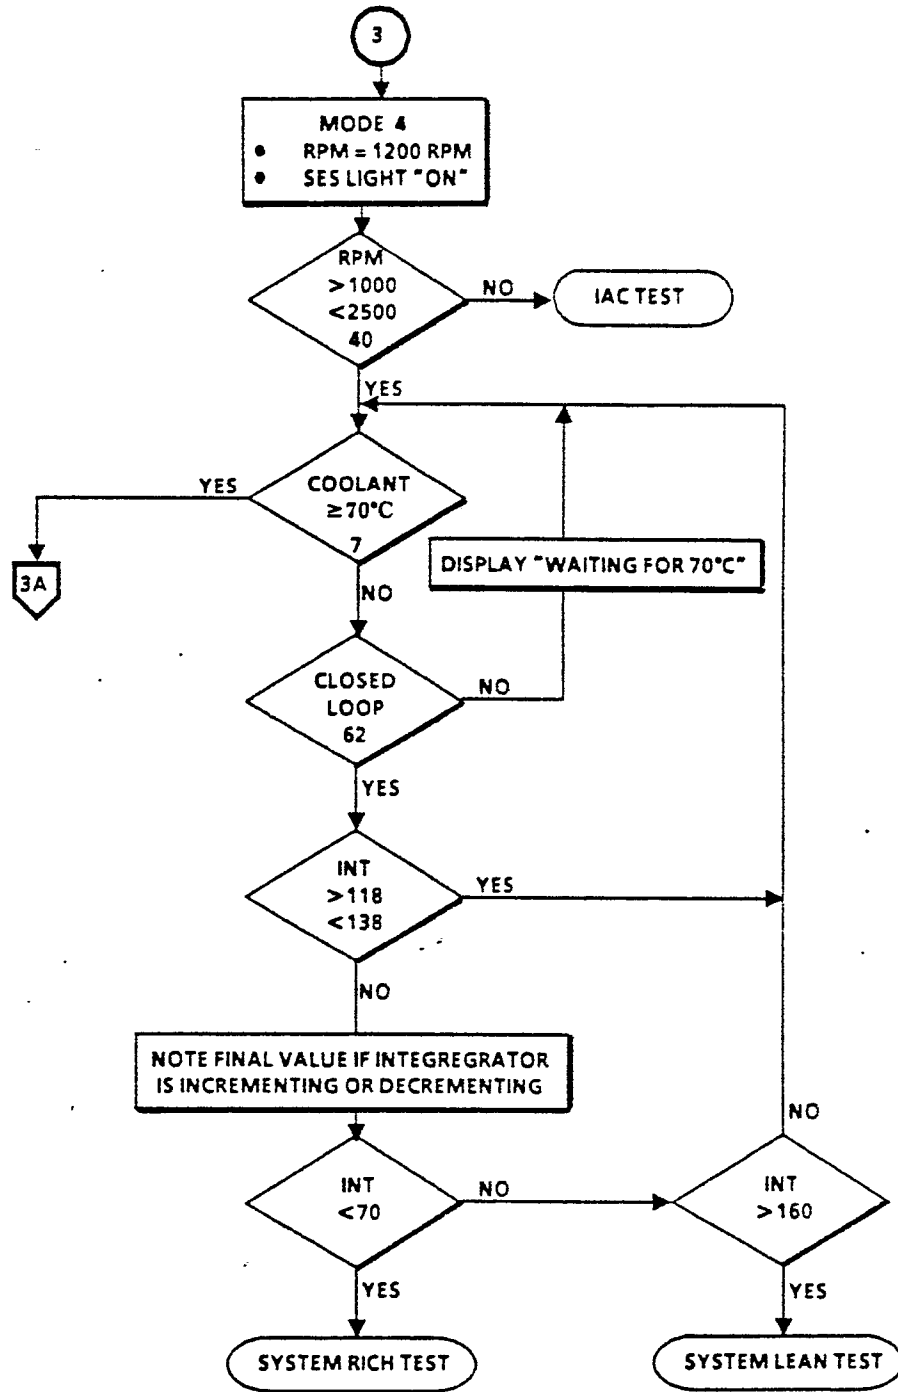 3
MODE 4
• RPM = 1200 RPM
• SES LIGHT "ON"
RPM
>1000
<2500
40
NO
IAC TEST
YES
YES
COOLANT
≥70°C
7
3A
NO
DISPLAY "WAITING FOR 70°C"
CLOSED
LOOP
62
NO
YES
INT
>118
<138
YES
NO
NOTE FINAL VALUE IF INTEGREGRATOR
IS INCREMENTING OR DECREMENTING
NO
INT
<70
NO
INT
>160
YES
YES
SYSTEM RICH TEST
SYSTEM LEAN TEST